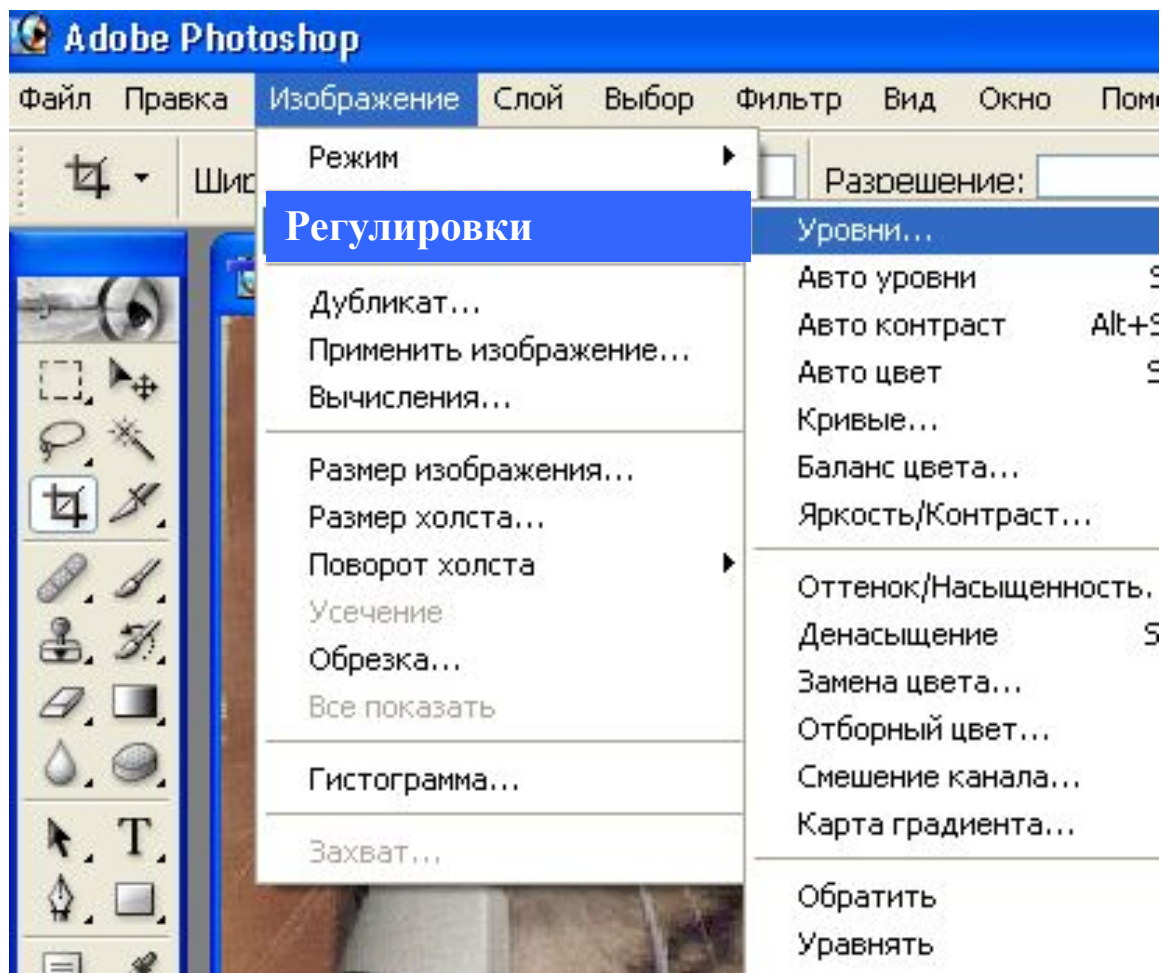 Adobe Photoshop
Файл Правка Изображение Слой Выбор Фильтр Вид Окно
Разрешение:
Режим
Регулировки
Дубликат...
Применить изображение...
Вычисления...
Размер изображения...
Размер холста...
Поворот холста
Усечение
Обрезка...
Все показать
Гистограмма...
Захват...
Уровни...
Авто уровни
Авто контраст Alt+S
Авто цвет
Кривые...
Баланс цвета...
Яркость/Контраст...
Оттенок/Насыщенность.
Денасыщение
Замена цвета...
Отборный цвет...
Смешение канала...
Карта градиента...
Обратить
Уравнять
T